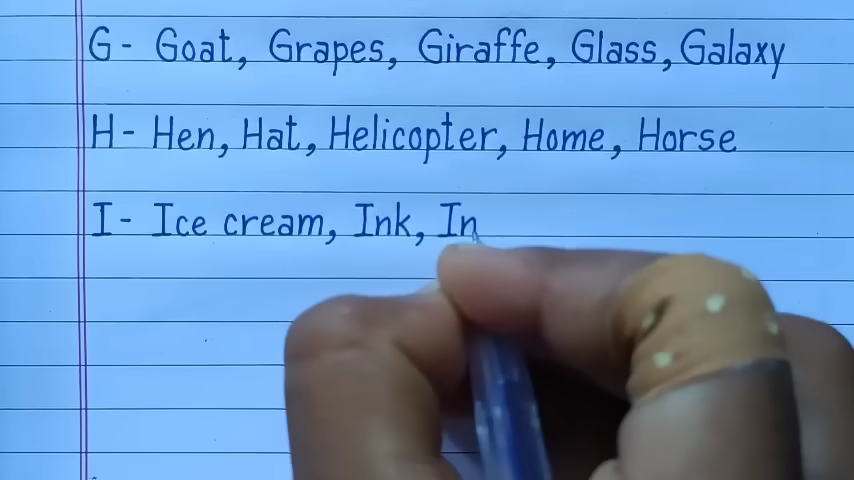 G- Goat, Grapes, Giraffe, Glass, Galaxy
H- Hen, Hat, Helicopter, Home, Horse
I- Ice cream, Ink, In